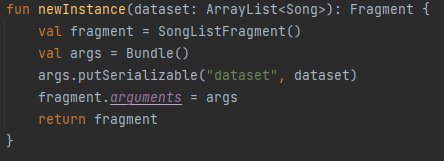 fun newInstance(dataset: ArrayList<Song>): Fragment {
val fragment = SongListFragment()
val args = Bundle()
args.putSerializable("dataset", dataset)
fragment.arguments = args
return fragment
}